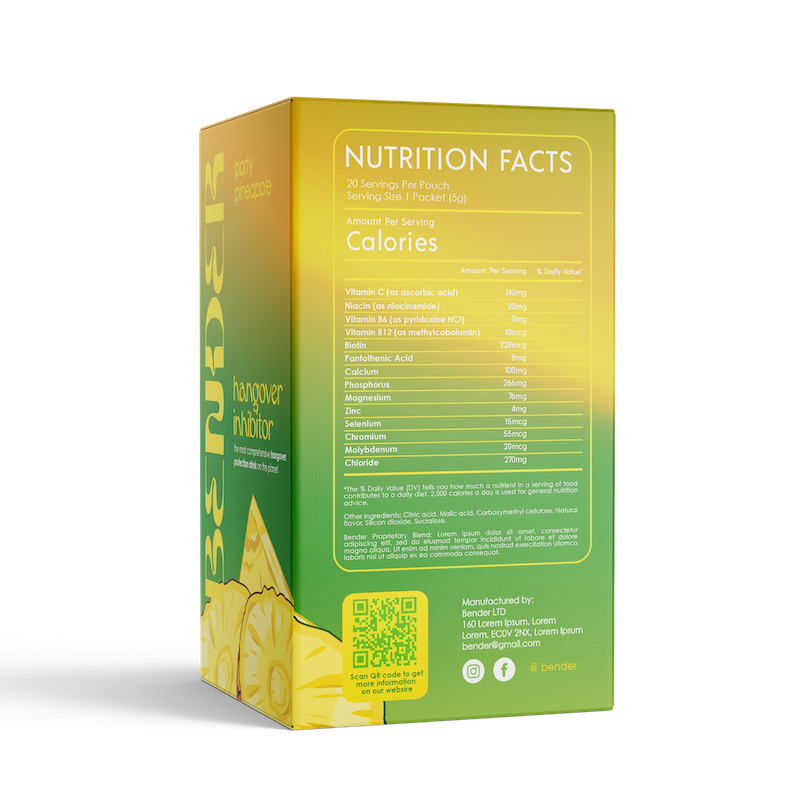 BENDER
party
pineapple
hangover
inhibitor
the most comprehensive hangover
protection drink on the planet
NUTRITION FACTS
20 Servings Per Pouch
Serving Size 1 Packet (5g)
Amount Per Serving
Calories
Amount Per Serving % Daily Value*
Vitamin C (as ascorbic acid) 140mg
Niacin (as niacinamide) 20mg
Vitamin B6 (as pyridoxine HCl)
Vitamin B12 (as methylcobalamin) 10mcg
Biotin 228mcg
Pantothenic Acid 8mg
Calcium 100mg
Phosphorus 266mg
Magnesium 76mg
Zinc 4mg
Selenium 15mcg
Chromium 55mcg
Molybdenum 20mcg
Chloride 270mg
*The % Daily Value (DV) tells you how much a nutrient in a serving of food
contributes to a daily diet. 2,000 calories a day is used for general nutrition
advice.
Other Ingredients: Citric acid, Malic acid, Carboxymethyl cellulose, Natural
flavor, Silicon dioxide, Sucralose.
Bender Proprietary Blend: Lorem ipsum dolor sit amet, consectetur
adipiscing elit, sed do eiusmod tempor incididunt ut labore et dolore
magna aliqua. Ut enim ad minim veniam, quis nostrud exercitation ullamco
laboris nisi ut aliquip ex ea commodo consequat.
Scan QR code to get
more information
on our website
Manufactured by:
Bender LTD
160 Lorem Ipsum, Lorem
Lorem, EC0V 2NX, Lorem Ipsum
bender@gmail.com
@ bender